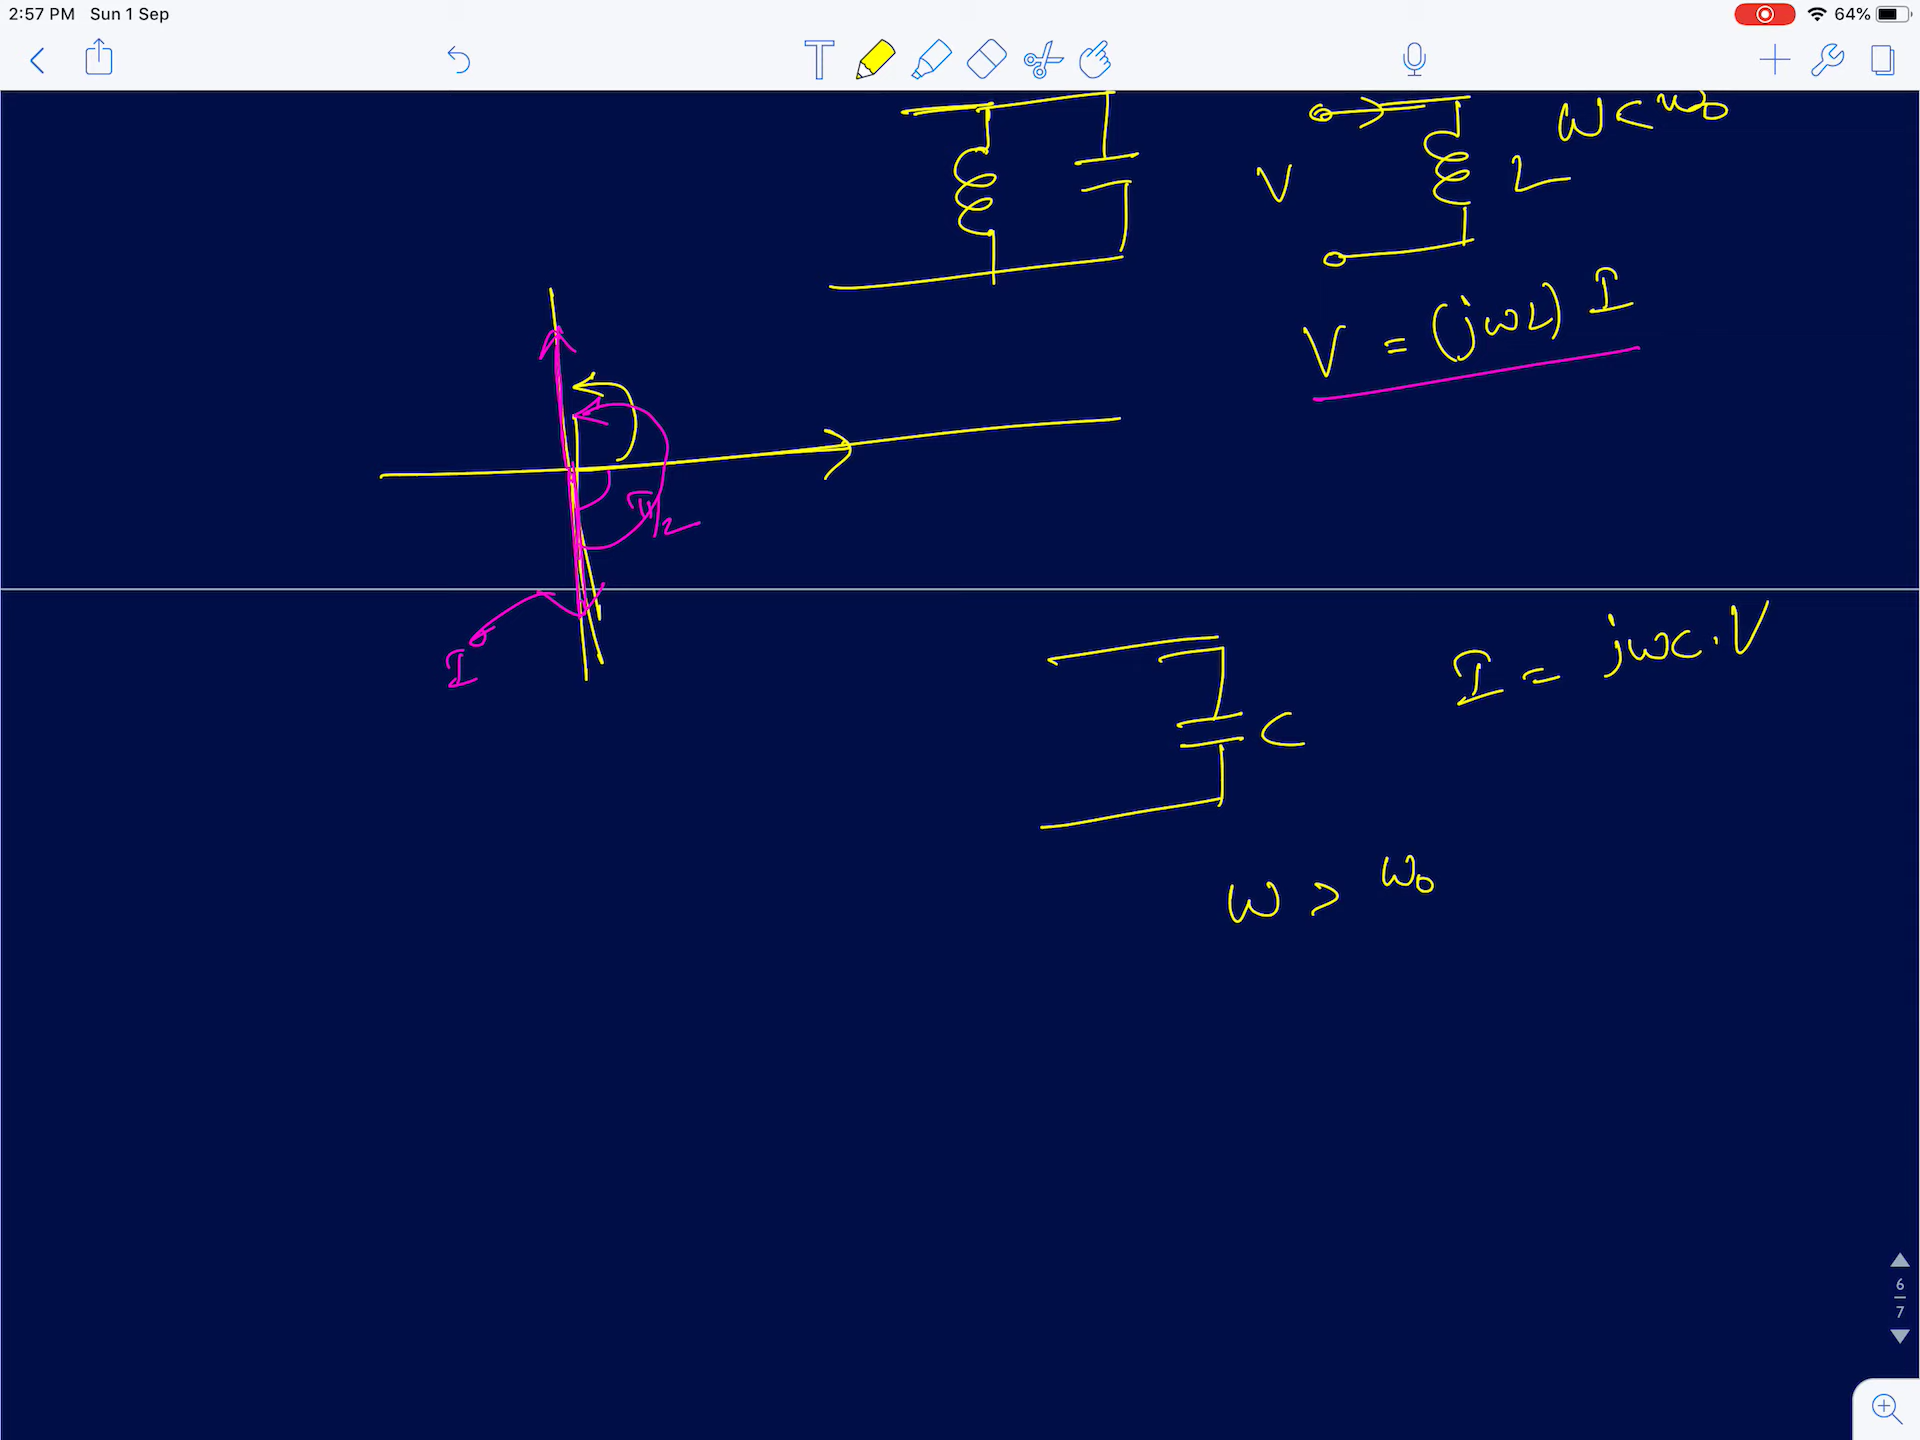 2:57 PM Sun 1 Sep
64%
T
ω < ω₀
V
L
V = (jωL) I
π/2
I
I = jωc · V
C
ω > ω₀
6
7